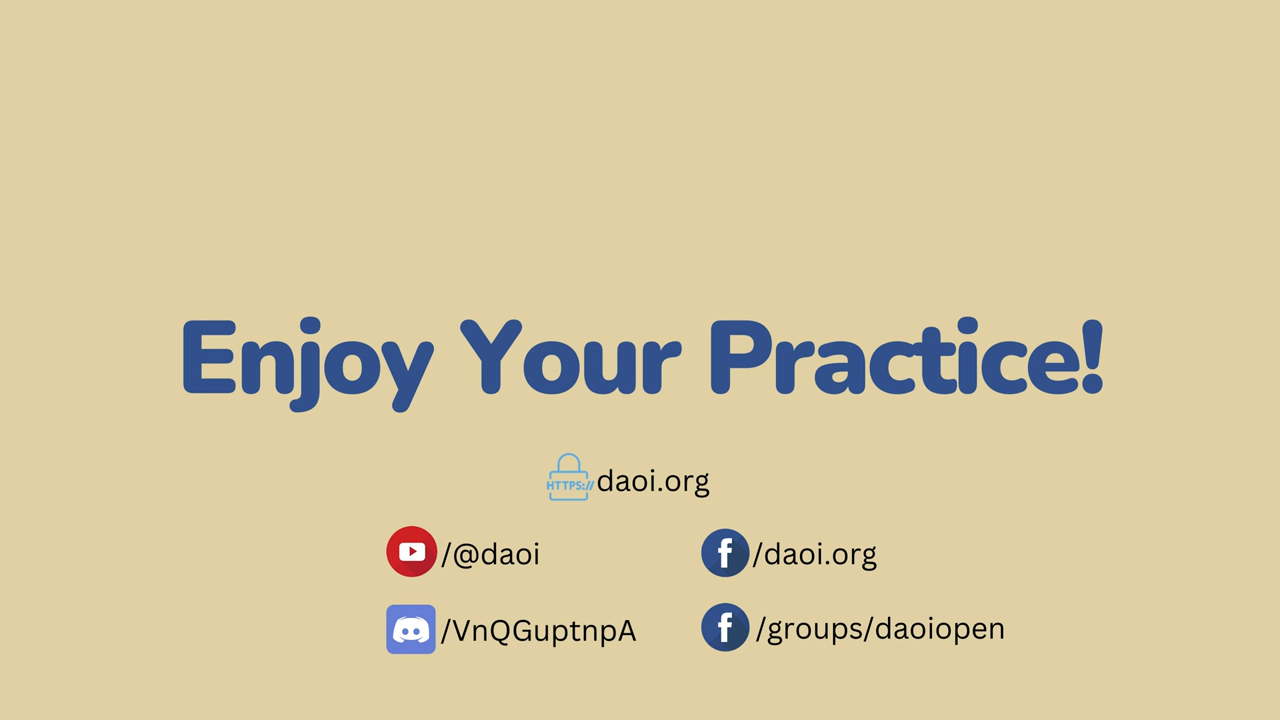 Enjoy Your Practice!
HTTPS:// daoi.org
/@daoi
/daoi.org
/VnQGuptnpA
/groups/daoiopen